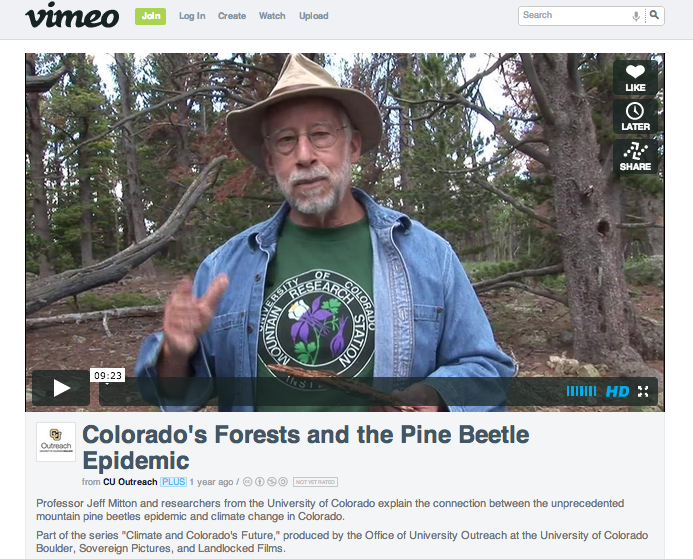 vimeo Join Log In Create Watch Upload Search
LIKE
LATER
SHARE
UNIVERSITY OF COLORADO
MOUNTAIN RESEARCH STATION
09:23
HD
Outreach
Colorado's Forests and the Pine Beetle
Epidemic
from CU Outreach PLUS 1 year ago / NOT YET RATED
Professor Jeff Mitton and researchers from the University of Colorado explain the connection between the unprecedented
mountain pine beetles epidemic and climate change in Colorado.
Part of the series "Climate and Colorado's Future," produced by the Office of University Outreach at the University of Colorado
Boulder, Sovereign Pictures, and Landlocked Films.